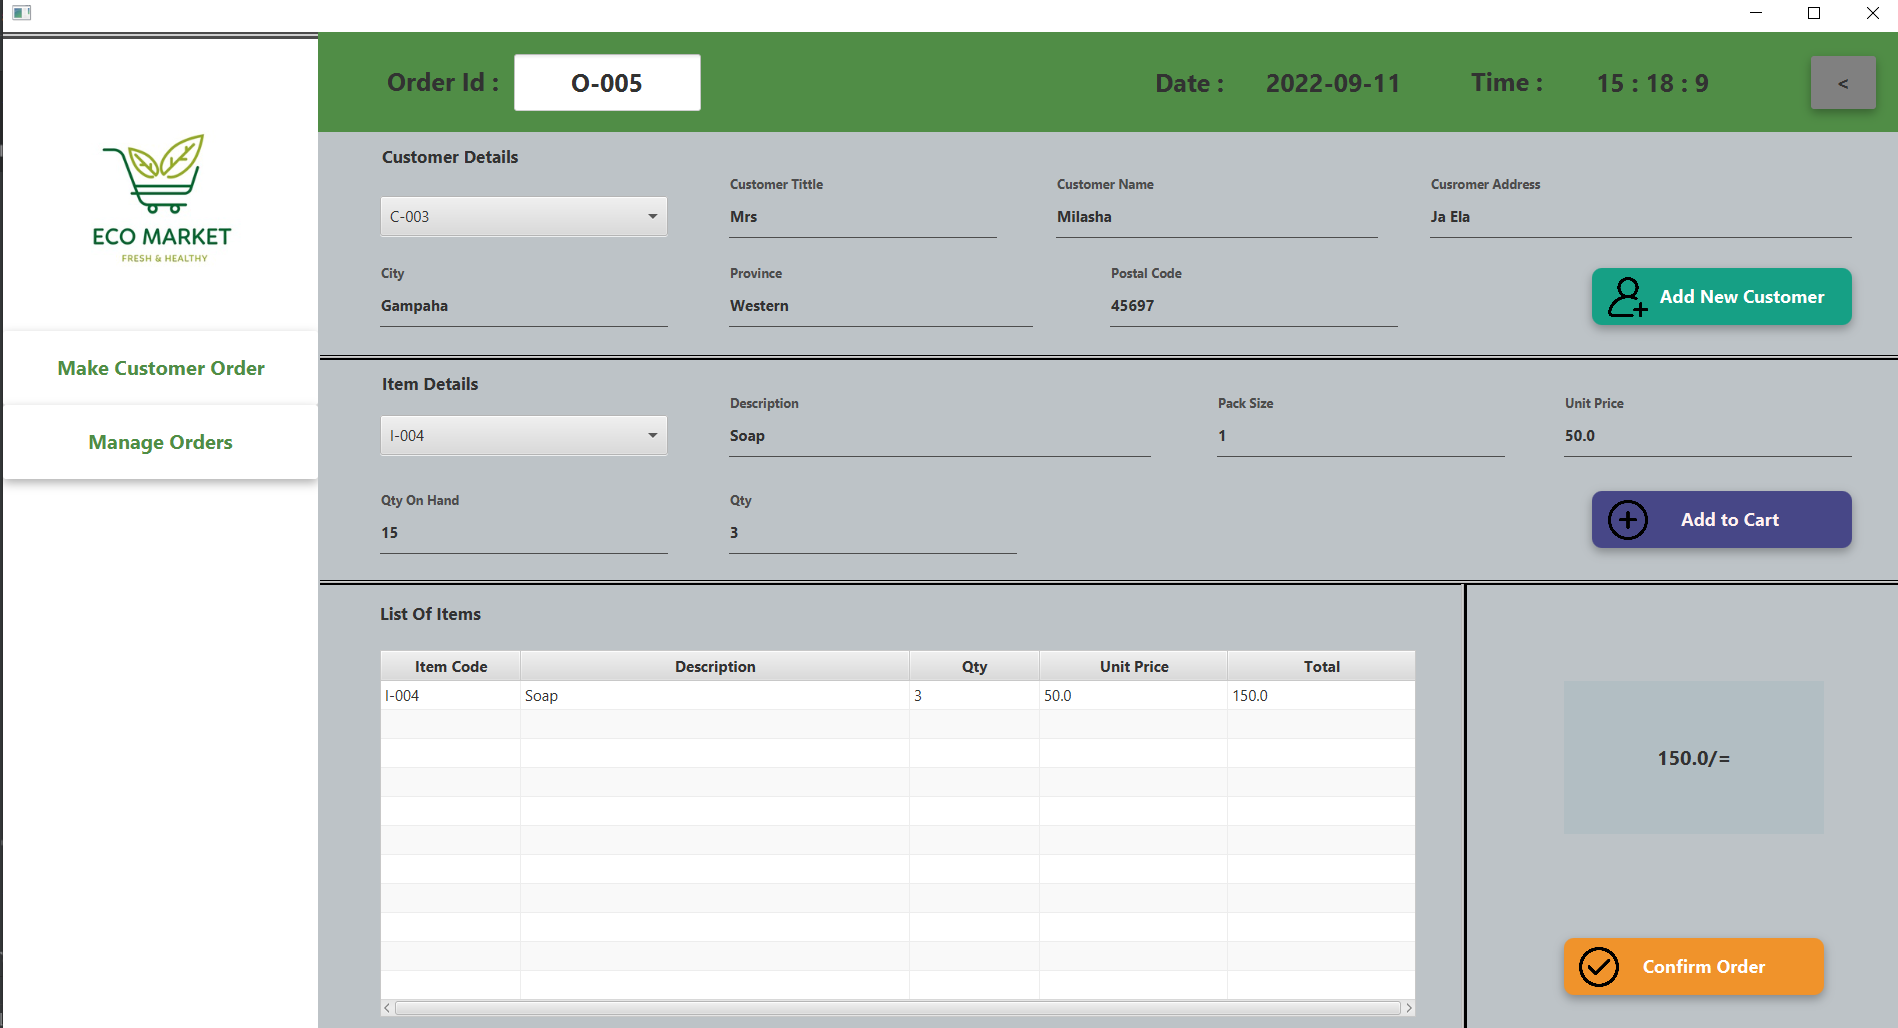 Order Id : O-005 Date : 2022-09-11 Time : 15 : 18 : 9 <
ECO MARKET
FRESH & HEALTHY
Make Customer Order
Manage Orders
Customer Details
Customer Tittle Customer Name Cusromer Address
C-003 Mrs Milasha Ja Ela
City Province Postal Code
Gampaha Western 45697
Add New Customer
Item Details
Description Pack Size Unit Price
I-004 Soap 1 50.0
Qty On Hand Qty
15 3
Add to Cart
List Of Items
Item Code Description Qty Unit Price Total
I-004 Soap 3 50.0 150.0
150.0/=
Confirm Order